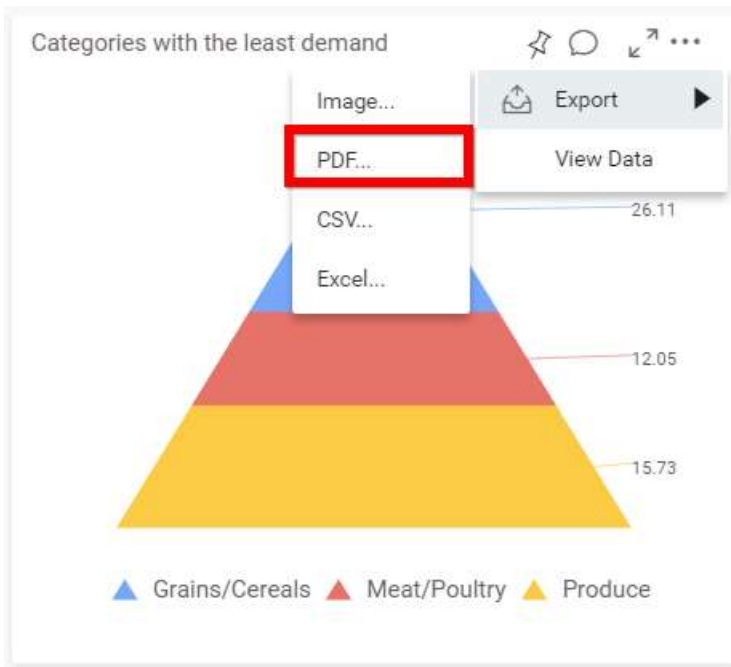 Categories with the least demand
Image...
Export
PDF...
View Data
CSV...
26.11
Excel...
12.05
15.73
Grains/Cereals Meat/Poultry Produce